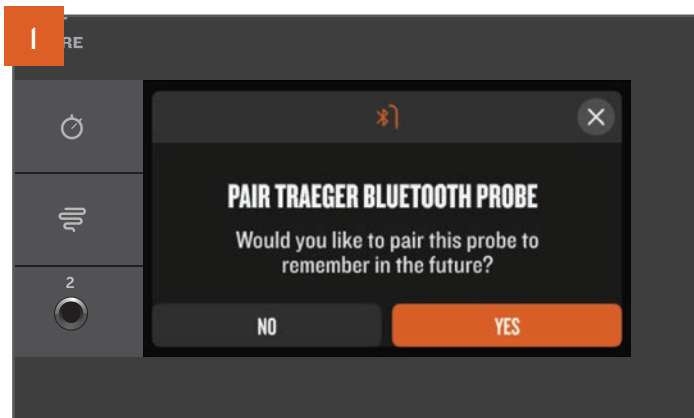 1
RE
PAIR TRAEGER BLUETOOTH PROBE
Would you like to pair this probe to
remember in the future?
2
NO
YES